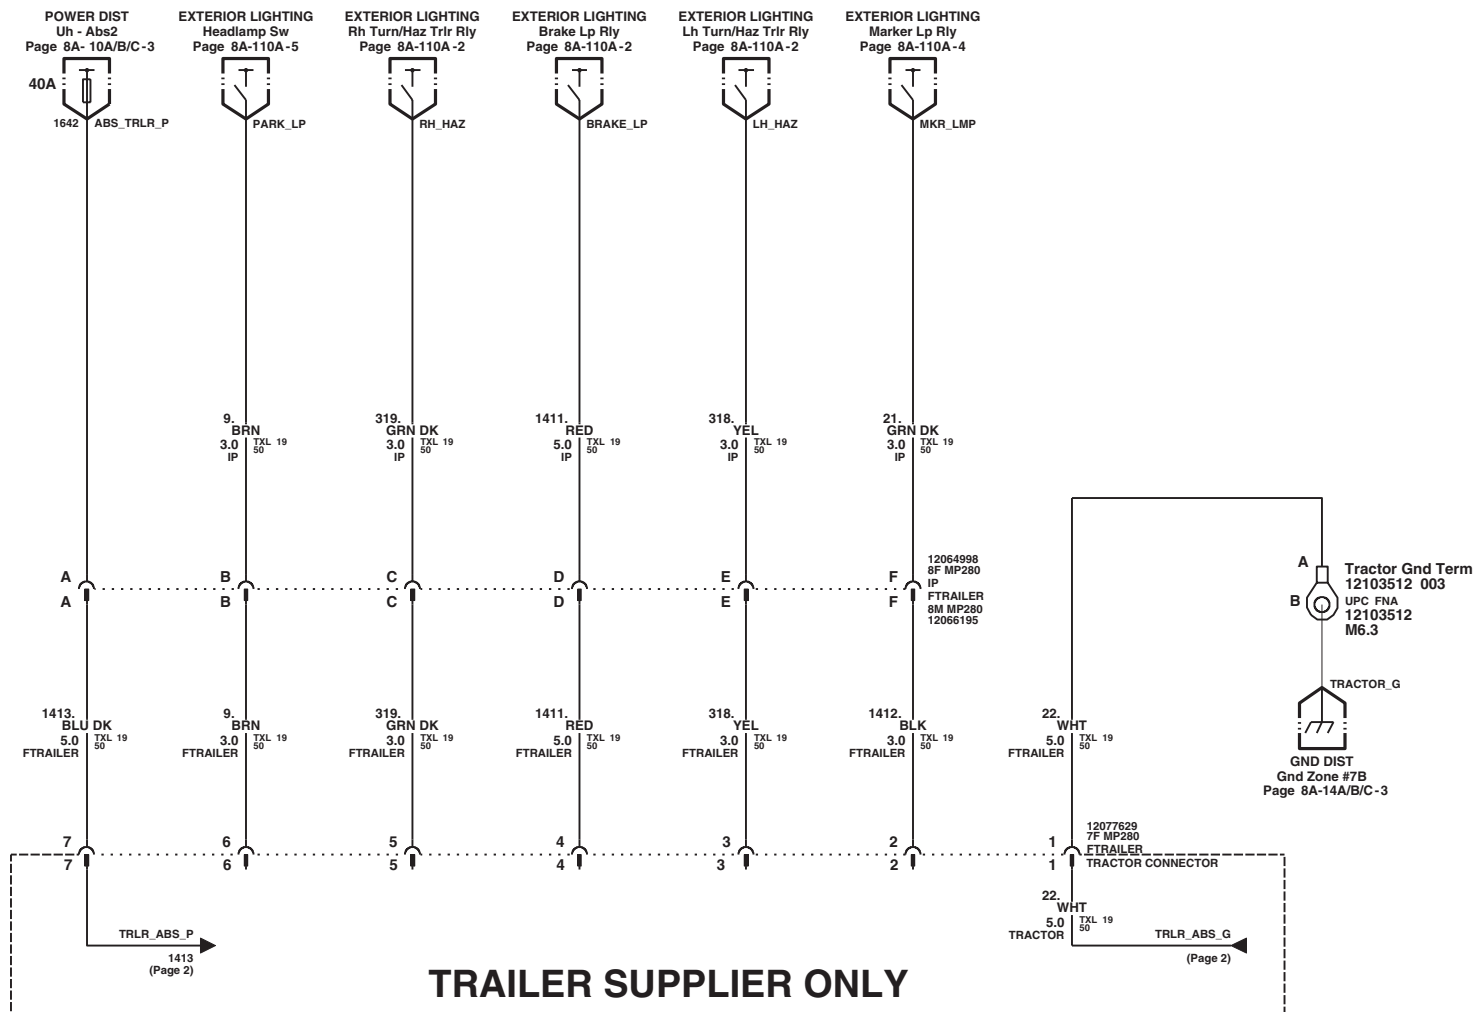 POWER DIST
Uh - Abs2
Page 8A- 10A/B/C-3
40A
1642 ABS_TRLR_P
EXTERIOR LIGHTING
Headlamp Sw
Page 8A-110A-5
PARK_LP
EXTERIOR LIGHTING
Rh Turn/Haz Trlr Rly
Page 8A-110A-2
RH_HAZ
EXTERIOR LIGHTING
Brake Lp Rly
Page 8A-110A-2
BRAKE_LP
EXTERIOR LIGHTING
Lh Turn/Haz Trlr Rly
Page 8A-110A-2
LH_HAZ
EXTERIOR LIGHTING
Marker Lp Rly
Page 8A-110A-4
MKR_LMP
9.
BRN
3.0 TXL 19
50
IP
319.
GRN DK
3.0 TXL 19
50
IP
1411.
RED
5.0 TXL 19
50
IP
318.
YEL
3.0 TXL 19
50
IP
21.
GRN DK
3.0 TXL 19
50
IP
A B C D E F
A B C D E F
12064998
8F MP280
IP
FTRAILER
8M MP280
12066195
A
B
Tractor Gnd Term
12103512 003
UPC FNA
12103512
M6.3
TRACTOR_G
GND DIST
Gnd Zone #7B
Page 8A-14A/B/C-3
1413.
BLU DK
5.0 TXL 19
50
FTRAILER
9.
BRN
3.0 TXL 19
50
FTRAILER
319.
GRN DK
3.0 TXL 19
50
FTRAILER
1411.
RED
5.0 TXL 19
50
FTRAILER
318.
YEL
3.0 TXL 19
50
FTRAILER
1412.
BLK
3.0 TXL 19
50
FTRAILER
22.
WHT
5.0 TXL 19
50
FTRAILER
7 6 5 4 3 2 1
7 6 5 4 3 2 1
12077629
7F MP280
FTRAILER
TRACTOR CONNECTOR
22.
WHT
5.0 TXL 19
50
TRACTOR
TRLR_ABS_P
1413
(Page 2)
TRLR_ABS_G
(Page 2)
TRAILER SUPPLIER ONLY